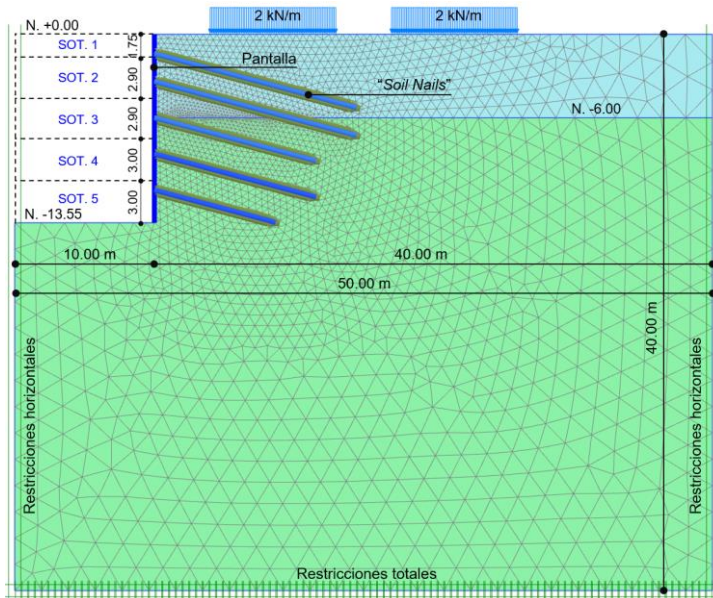 2 kN/m
2 kN/m
N. +0.00
SOT. 1
1.75
Pantalla
SOT. 2
2.90
“Soil Nails”
N. -6.00
SOT. 3
2.90
SOT. 4
3.00
SOT. 5
3.00
N. -13.55
10.00 m
40.00 m
50.00 m
40.00 m
Restricciones horizontales
Restricciones horizontales
Restricciones totales